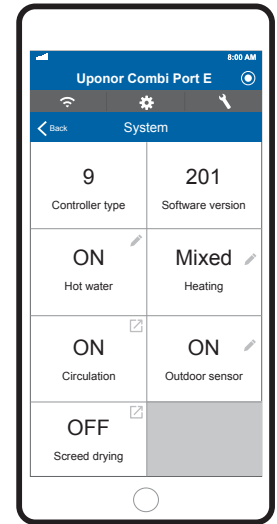 8:00 AM
Uponor Combi Port E
Back System
9
Controller type
201
Software version
ON
Hot water
Mixed
Heating
ON
Circulation
ON
Outdoor sensor
OFF
Screed drying